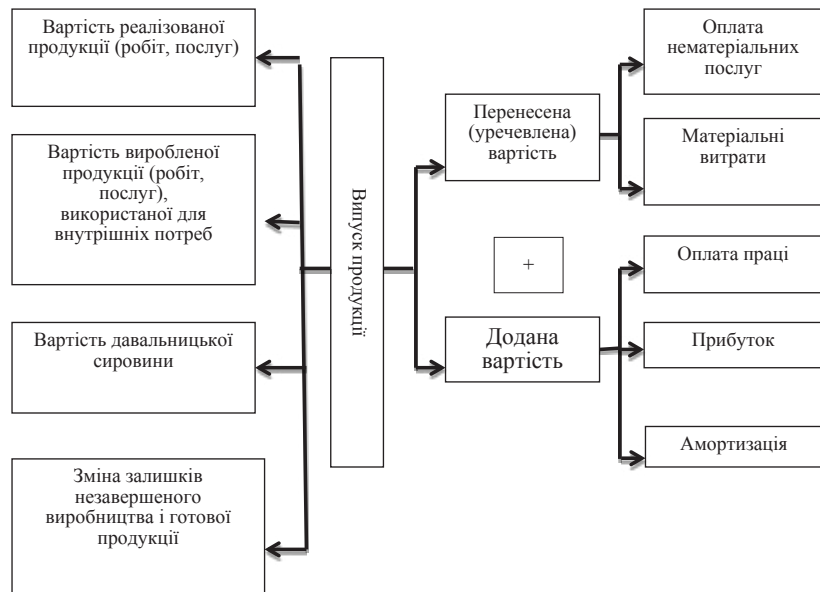 Вартість реалізованої
продукції (робіт, послуг)
Вартість виробленої
продукції (робіт,
послуг),
використаної для
внутрішніх потреб
Вартість давальницької
сировини
Зміна залишків
незавершеного
виробництва і готової
продукції
Випуск продукції
Перенесена
(уречевлена)
вартість
+
Додана
вартість
Оплата
нематеріальних
послуг
Матеріальні
витрати
Оплата праці
Прибуток
Амортизація